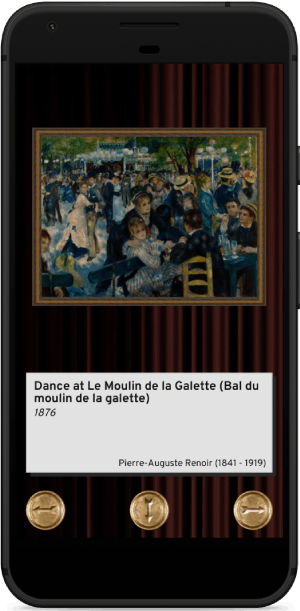 Dance at Le Moulin de la Galette (Bal du
moulin de la galette)
1876
Pierre-Auguste Renoir (1841 - 1919)